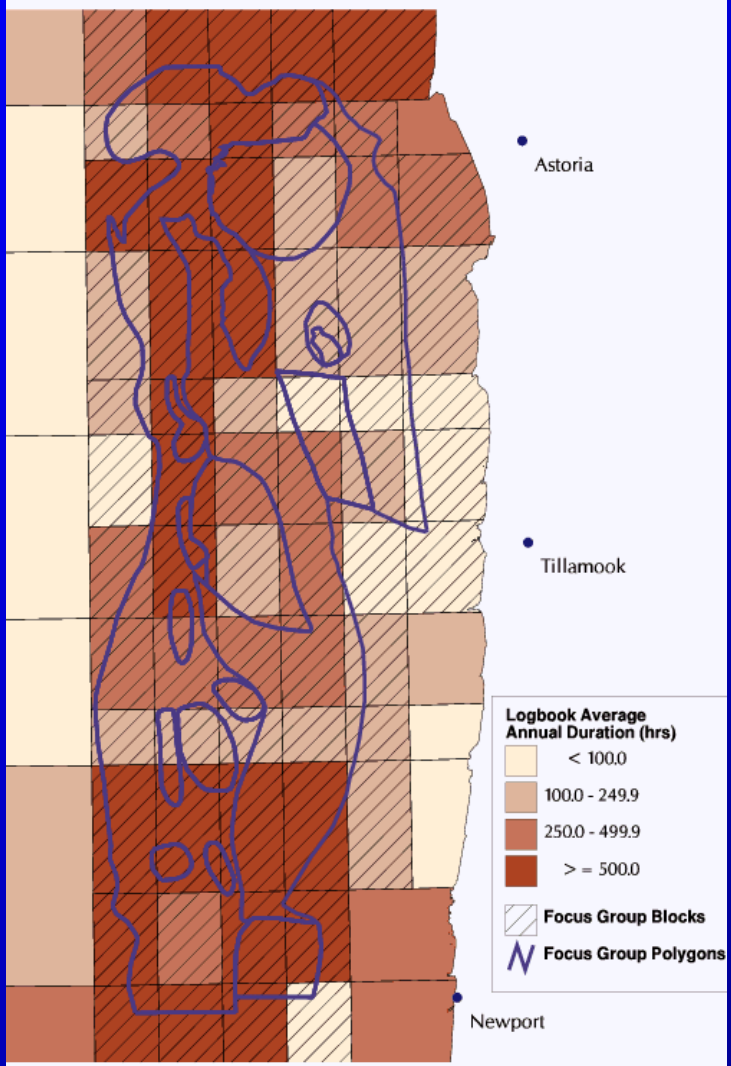 Astoria
Tillamook
Logbook Average
Annual Duration (hrs)
< 100.0
100.0 - 249.9
250.0 - 499.9
> = 500.0
Focus Group Blocks
Focus Group Polygons
Newport